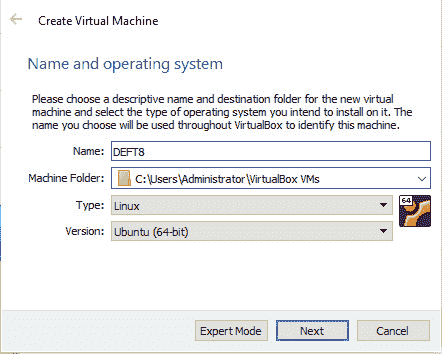 Create Virtual Machine
Name and operating system
Please choose a descriptive name and destination folder for the new virtual
machine and select the type of operating system you intend to install on it. The
name you choose will be used throughout VirtualBox to identify this machine.
Name: DEFT8
Machine Folder: C:\Users\Administrator\VirtualBox VMs
Type: Linux
64
Version: Ubuntu (64-bit)
Expert Mode Next Cancel